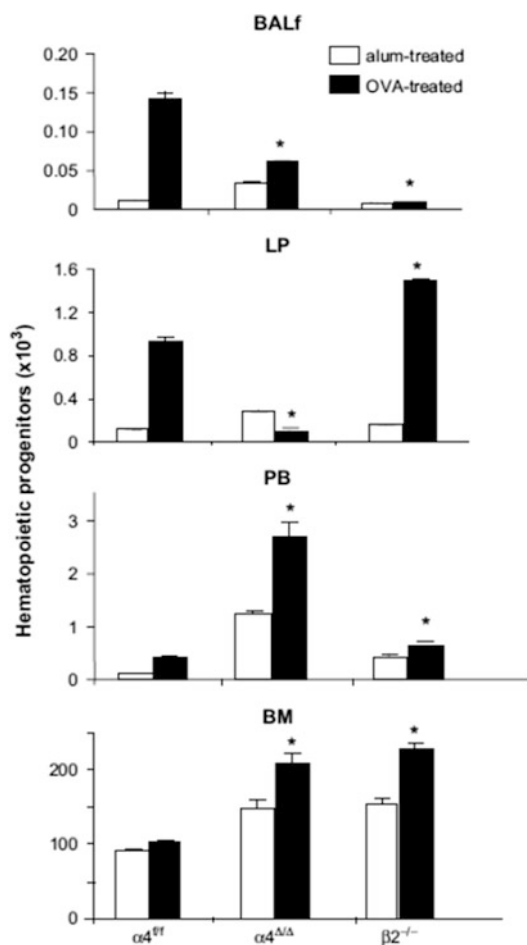 BALf
alum-treated
OVA-treated
0.20
0.15
*
0.10
0.05
*
0
LP
1.6
*
1.2
0.8
0.4
*
0
PB
*
3
2
*
1
0
BM
*
*
200
100
0
α4f/f
α4Δ/Δ
β2−/−
Hematopoietic progenitors (x10³)